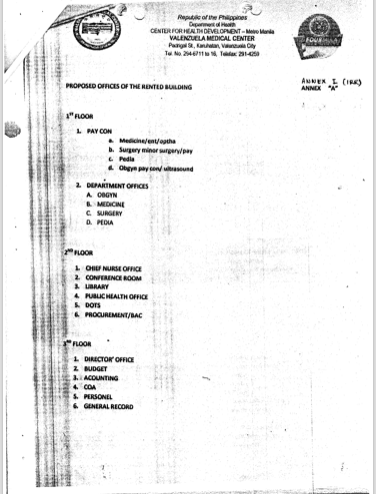 Republic of the Philippines
Department of Health
CENTER FOR HEALTH DEVELOPMENT – Metro Manila
VALENZUELA MEDICAL CENTER
Padrigal St., Karuhatan, Valenzuela City
Tel. No. 294-6711 to 16, Telefax: 291-4259
ANNEX I (IRR)
PROPOSED OFFICES OF THE RENTED BUILDING ANNEX "A"
1ST FLOOR
1. PAY CON
a. Medicine/ent/optha
b. Surgery minor surgery/pay
c. Pedia
d. Obgyn pay con/ ultrasound
2. DEPARTMENT OFFICES
A. OBGYN
B. MEDICINE
C. SURGERY
D. PEDIA
2ND FLOOR
1. CHIEF NURSE OFFICE
2. CONFERENCE ROOM
3. LIBRARY
4. PUBLIC HEALTH OFFICE
5. DOTS
6. PROCUREMENT/BAC
FLOOR
1. DIRECTOR' OFFICE
2. BUDGET
3. ACOUNTING
4. COA
5. PERSONEL
6. GENERAL RECORD